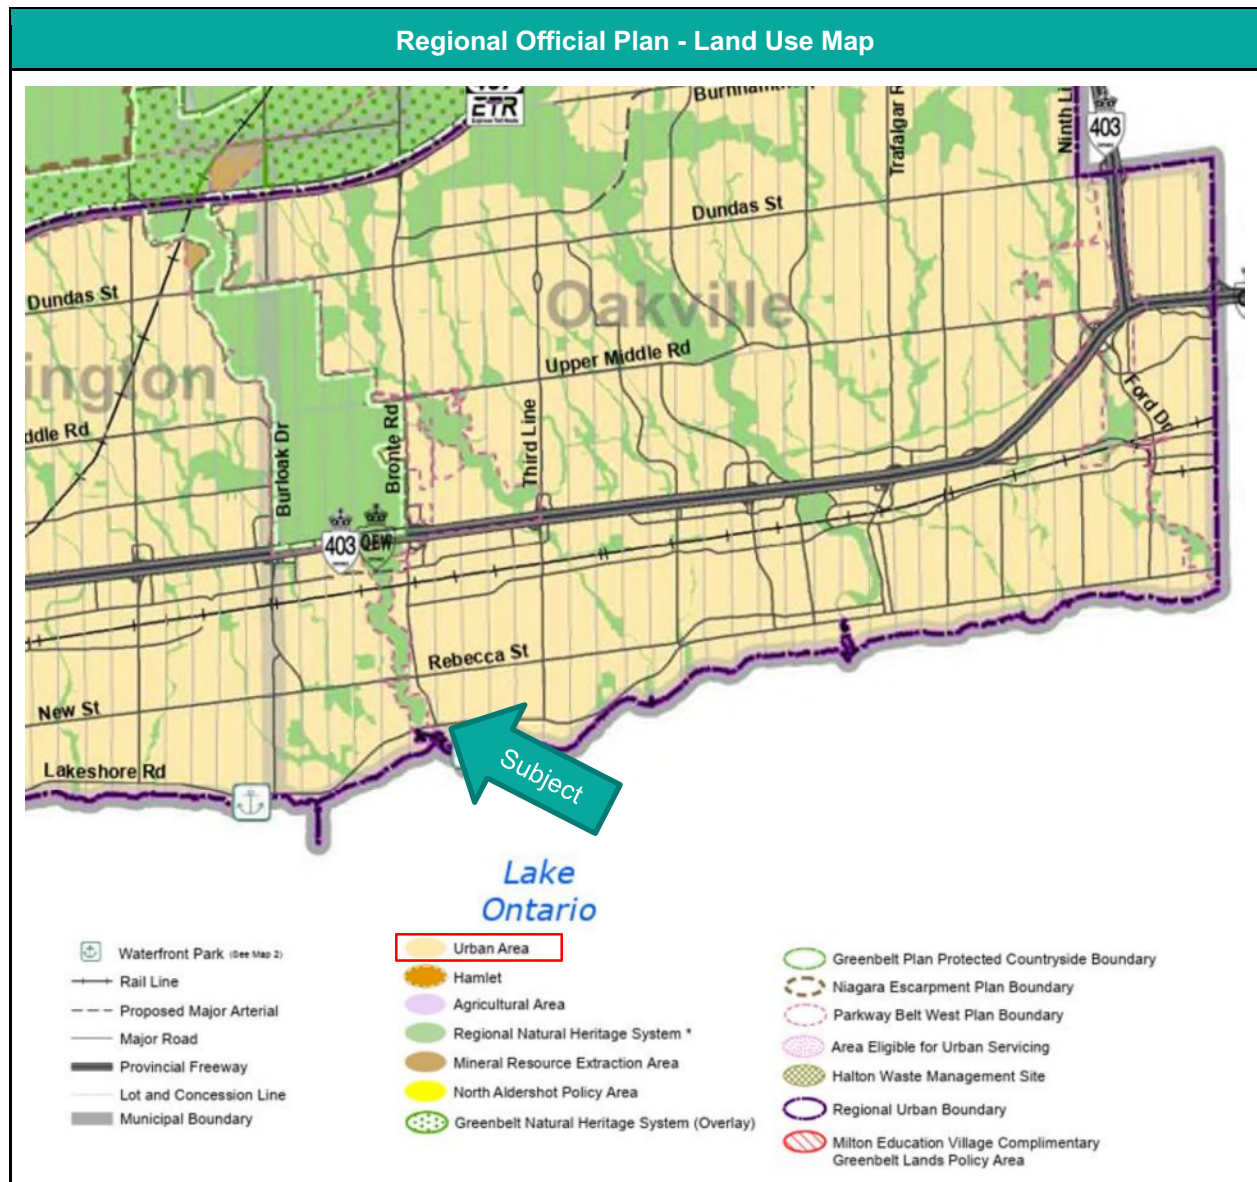 Regional Official Plan - Land Use Map
ETR
Trafalgar R
Ninth Li
403
Dundas St
Dundas St
Oakville
ington
Upper Middle Rd
Ford Dr
ddle Rd
Burloak Dr
Bronte Rd
Third Line
403
QEW
Rebecca St
New St
Lakeshore Rd
Subject
Lake
Ontario
Waterfront Park (See Map 2)
Rail Line
Proposed Major Arterial
Major Road
Provincial Freeway
Lot and Concession Line
Municipal Boundary
Urban Area
Hamlet
Agricultural Area
Regional Natural Heritage System *
Mineral Resource Extraction Area
North Aldershot Policy Area
Greenbelt Natural Heritage System (Overlay)
Greenbelt Plan Protected Countryside Boundary
Niagara Escarpment Plan Boundary
Parkway Belt West Plan Boundary
Area Eligible for Urban Servicing
Halton Waste Management Site
Regional Urban Boundary
Milton Education Village Complimentary
Greenbelt Lands Policy Area